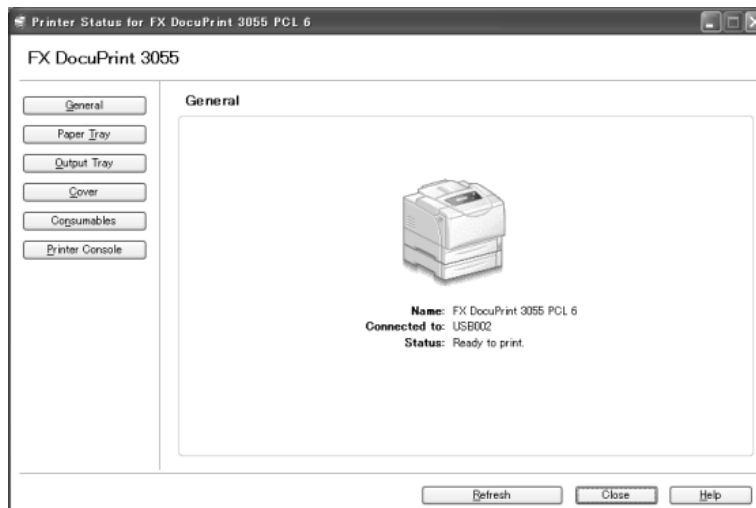 Printer Status for FX DocuPrint 3055 PCL 6
FX DocuPrint 3055
General
Paper Tray
Output Tray
Cover
Consumables
Printer Console
General
Name: FX DocuPrint 3055 PCL 6
Connected to: USB002
Status: Ready to print.
Refresh Close Help